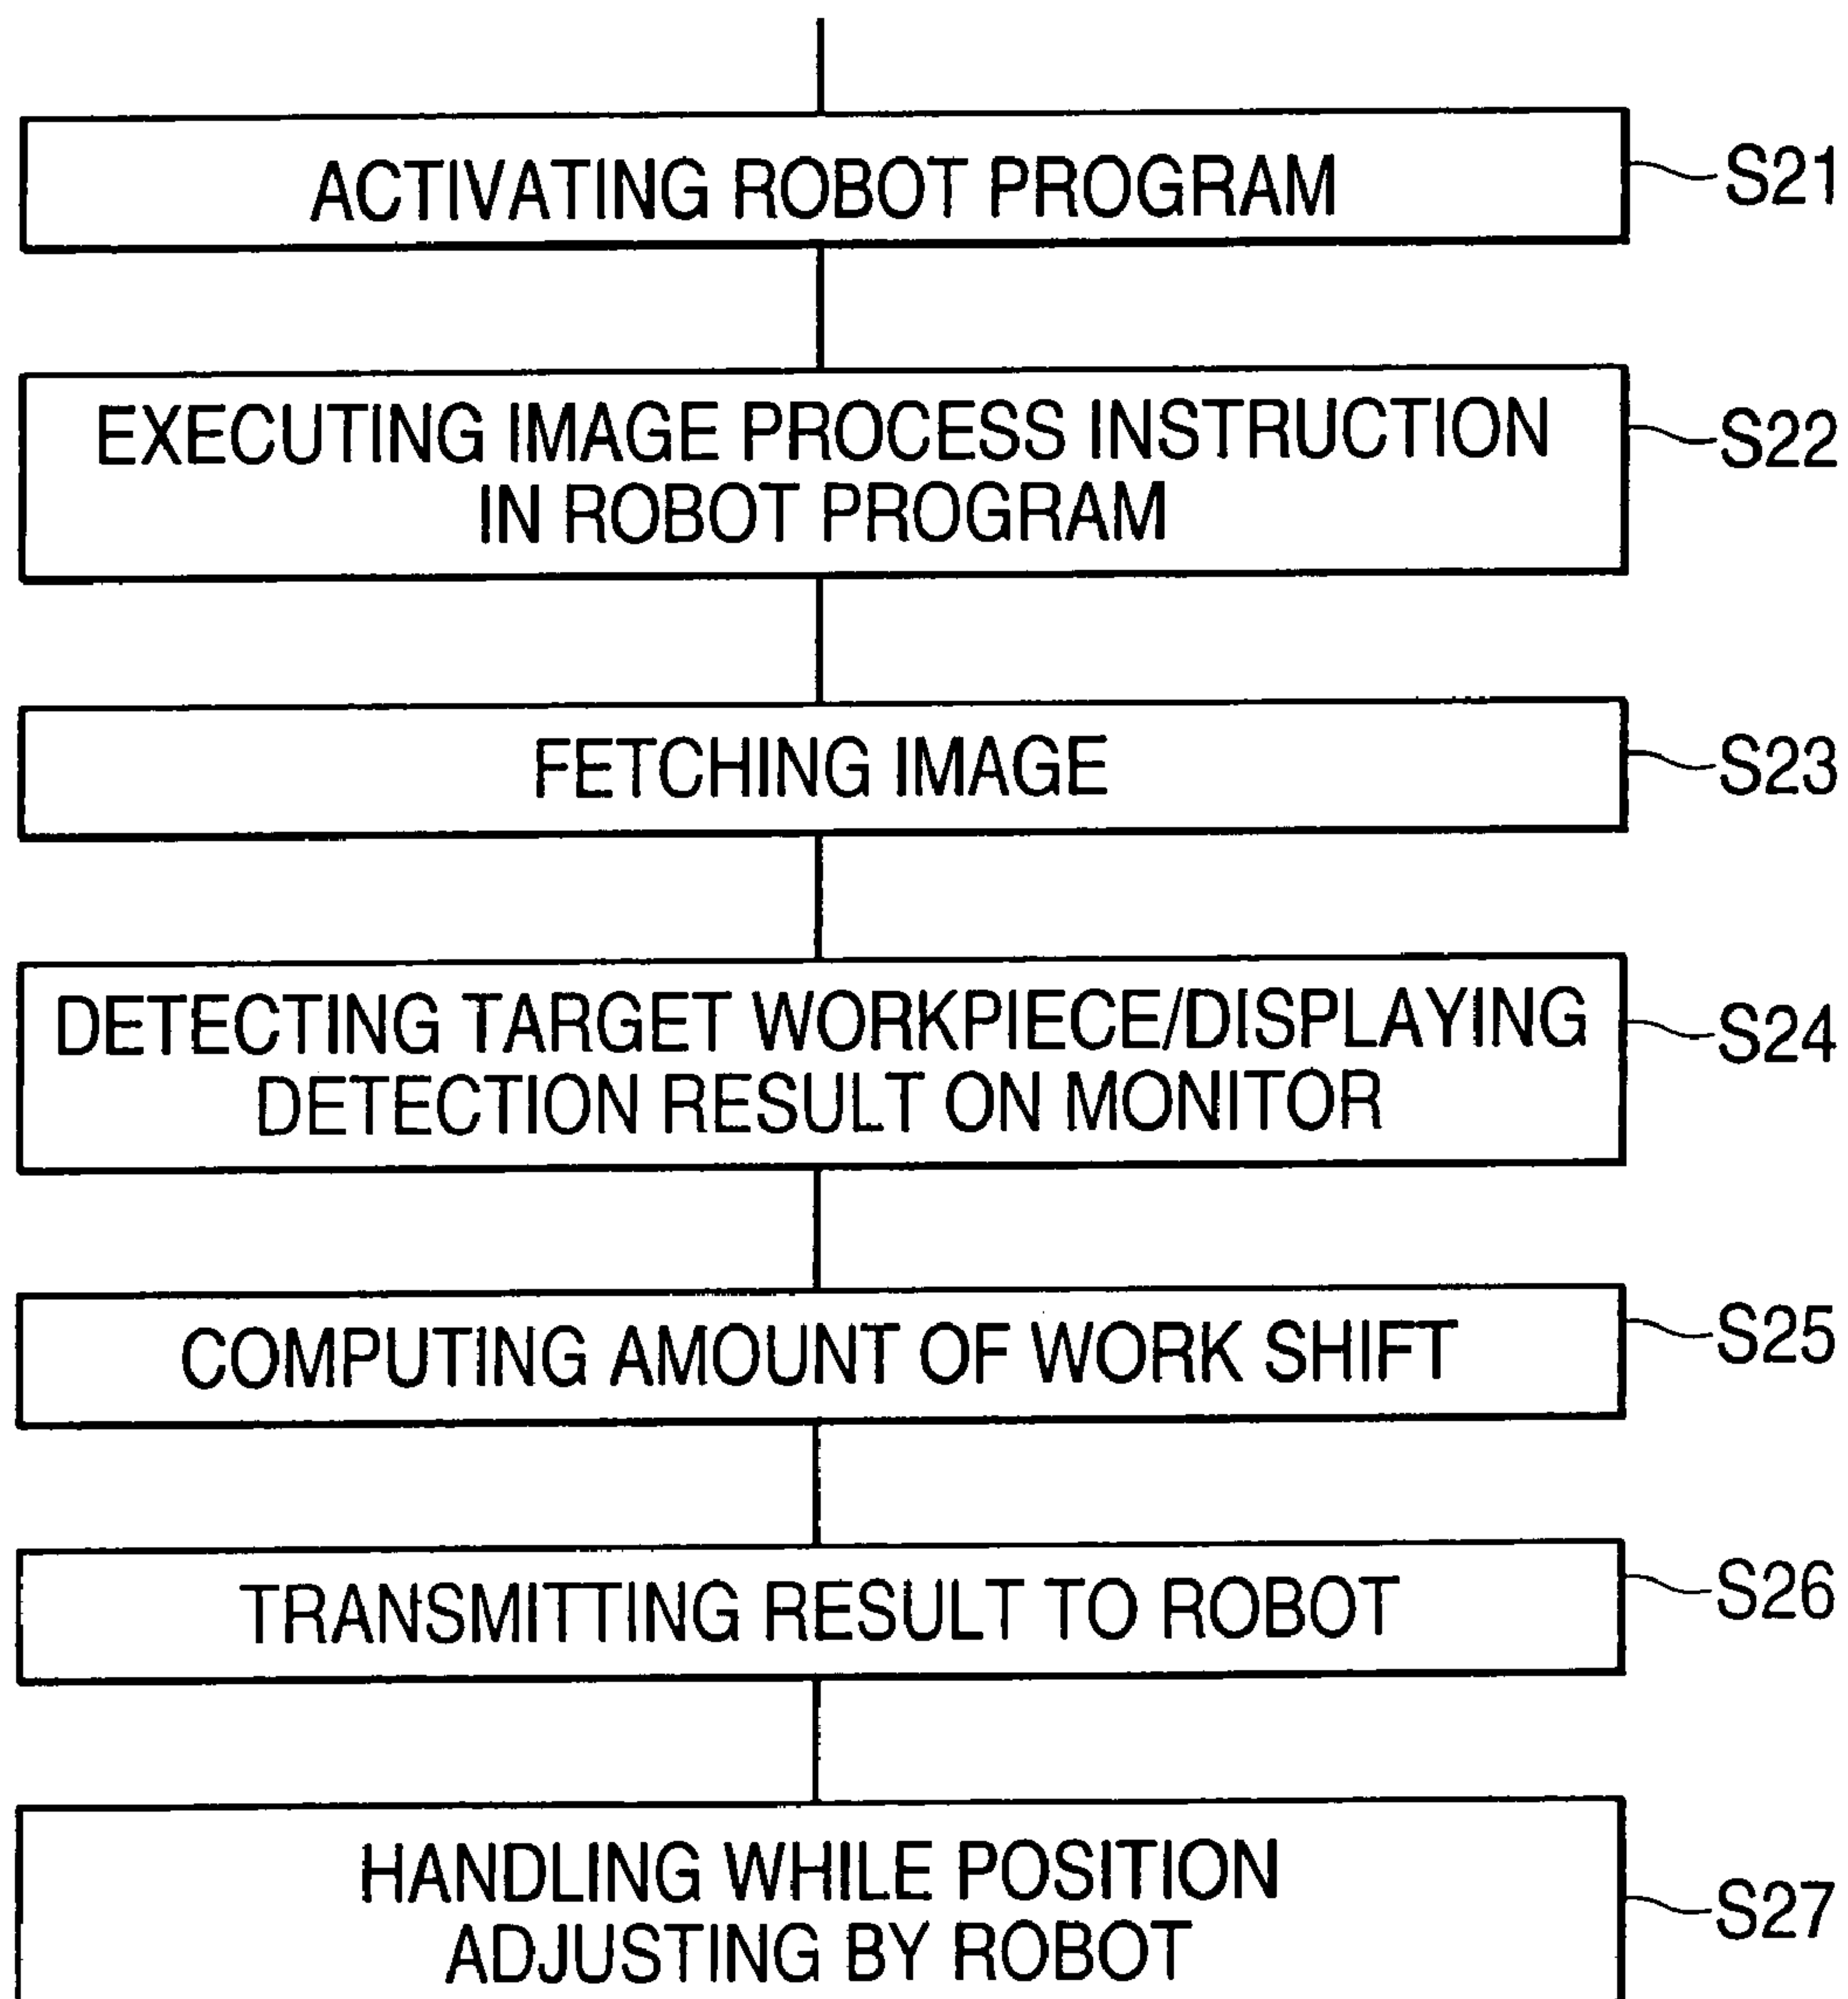 ACTIVATING ROBOT PROGRAM
S21
EXECUTING IMAGE PROCESS INSTRUCTION
IN ROBOT PROGRAM
S22
FETCHING IMAGE
S23
DETECTING TARGET WORKPIECE/DISPLAYING
DETECTION RESULT ON MONITOR
S24
COMPUTING AMOUNT OF WORK SHIFT
S25
TRANSMITTING RESULT TO ROBOT
S26
HANDLING WHILE POSITION
ADJUSTING BY ROBOT
S27